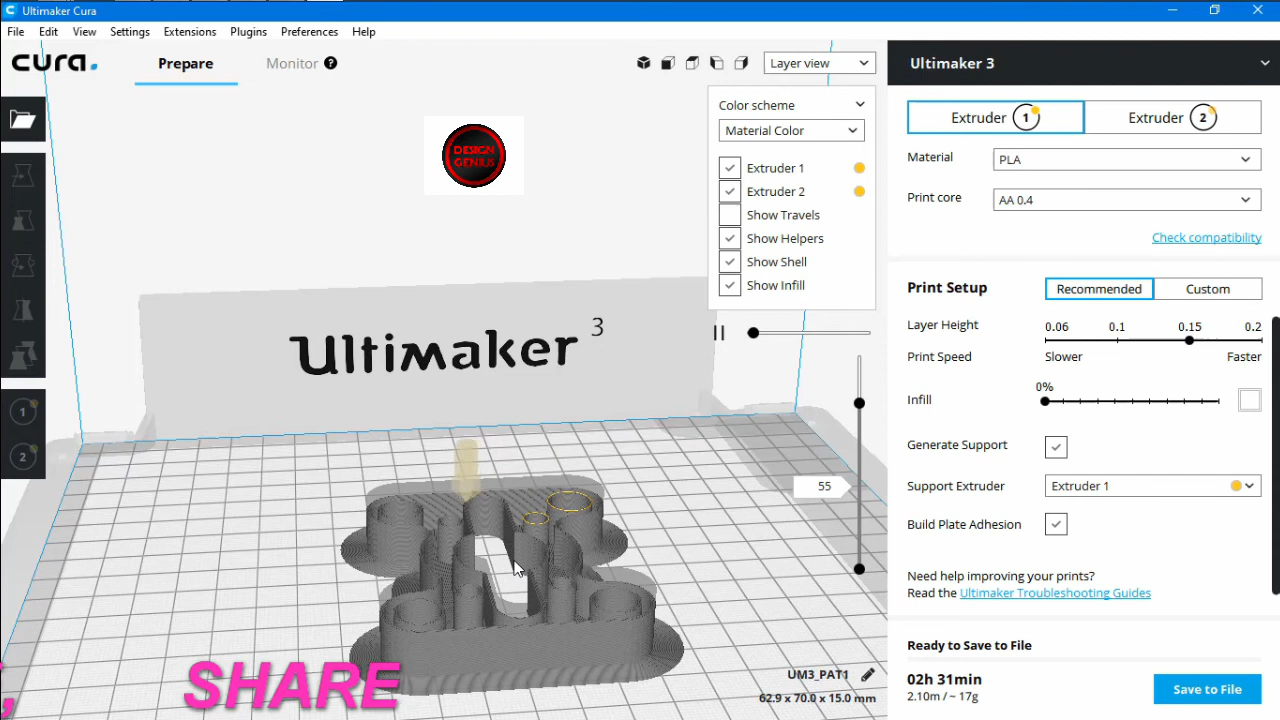 Ultimaker Cura
File Edit View Settings Extensions Plugins Preferences Help
cura.
Prepare
Monitor ?
Layer view
Ultimaker 3
Color scheme
Material Color
Extruder 1
Extruder 2
Show Travels
Show Helpers
Show Shell
Show Infill
DESIGN
GENIUS
Ultimaker 3
1
2
55
Extruder 1
Extruder 2
Material PLA
Print core AA 0.4
Check compatibility
Print Setup Recommended Custom
Layer Height 0.06 0.1 0.15 0.2
Print Speed Slower Faster
0%
Infill
Generate Support
Support Extruder Extruder 1
Build Plate Adhesion
Need help improving your prints?
Read the Ultimaker Troubleshooting Guides
Ready to Save to File
02h 31min
2.10m / ~ 17g
Save to File
UM3_PAT1
62.9 x 70.0 x 15.0 mm
, SHARE